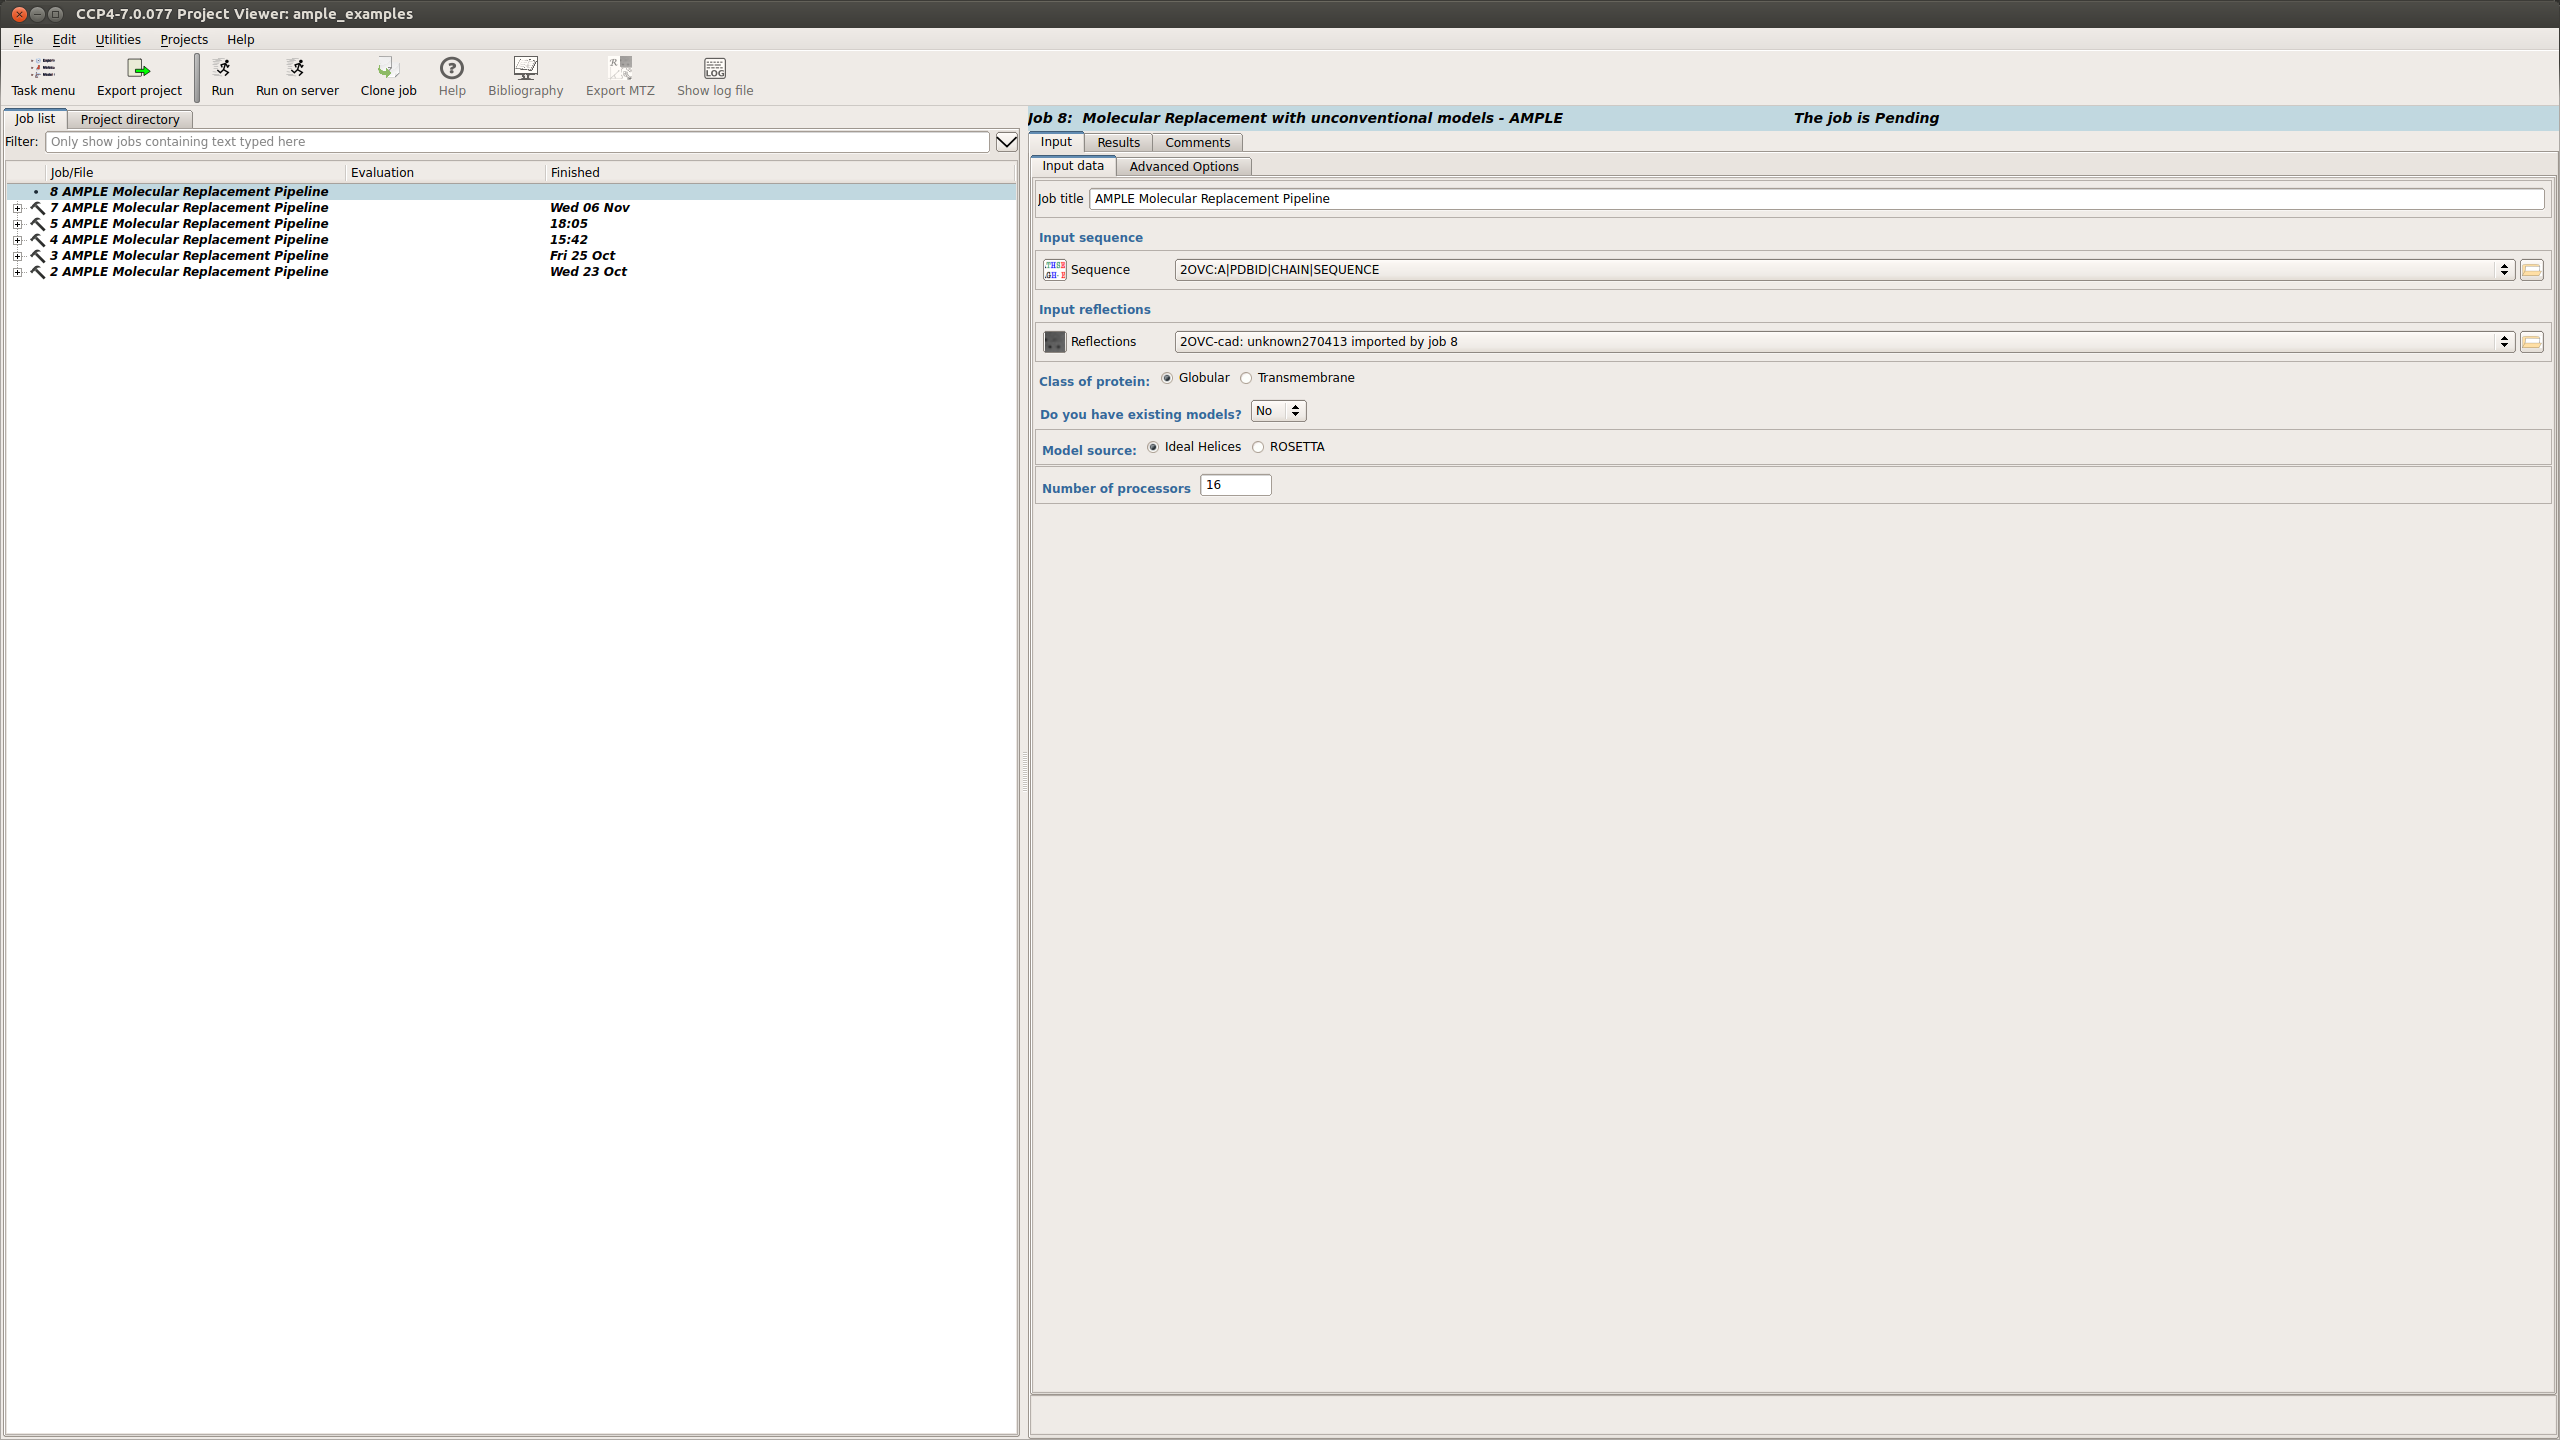 CCP4-7.0.077 Project Viewer: ample_examples
File Edit Utilities Projects Help
Task menu Export project Run Run on server Clone job Help Bibliography Export MTZ Show log file
Job list Project directory
Filter: Only show jobs containing text typed here
Job/File Evaluation Finished
8 AMPLE Molecular Replacement Pipeline
7 AMPLE Molecular Replacement Pipeline Wed 06 Nov
5 AMPLE Molecular Replacement Pipeline 18:05
4 AMPLE Molecular Replacement Pipeline 15:42
3 AMPLE Molecular Replacement Pipeline Fri 25 Oct
2 AMPLE Molecular Replacement Pipeline Wed 23 Oct
Job 8: Molecular Replacement with unconventional models - AMPLE The job is Pending
Input Results Comments
Input data Advanced Options
Job title AMPLE Molecular Replacement Pipeline
Input sequence
Sequence 2OVC:A|PDBID|CHAIN|SEQUENCE
Input reflections
Reflections 2OVC-cad: unknown270413 imported by job 8
Class of protein: Globular Transmembrane
Do you have existing models? No
Model source: Ideal Helices ROSETTA
Number of processors 16